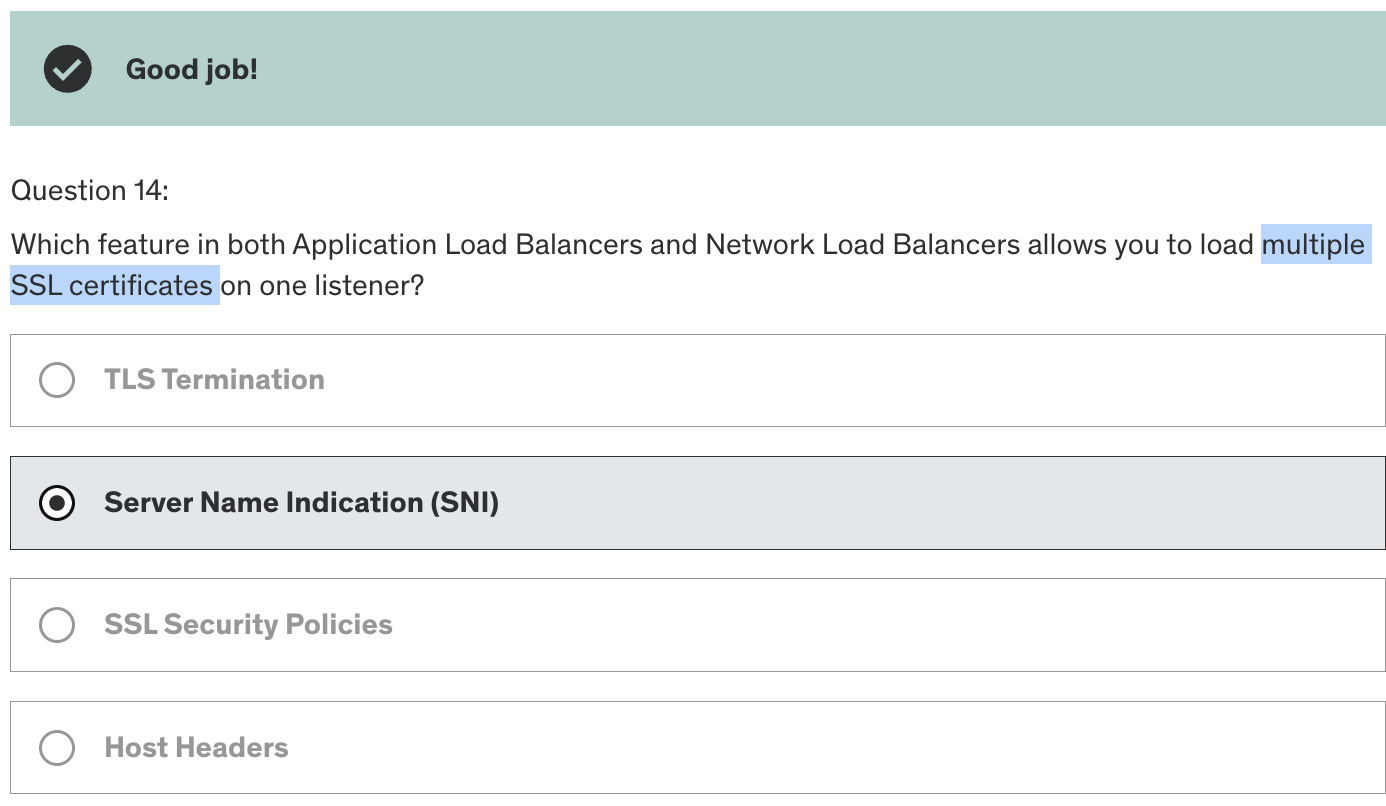 Good job!
Question 14:
Which feature in both Application Load Balancers and Network Load Balancers allows you to load multiple
SSL certificates on one listener?
TLS Termination
Server Name Indication (SNI)
SSL Security Policies
Host Headers